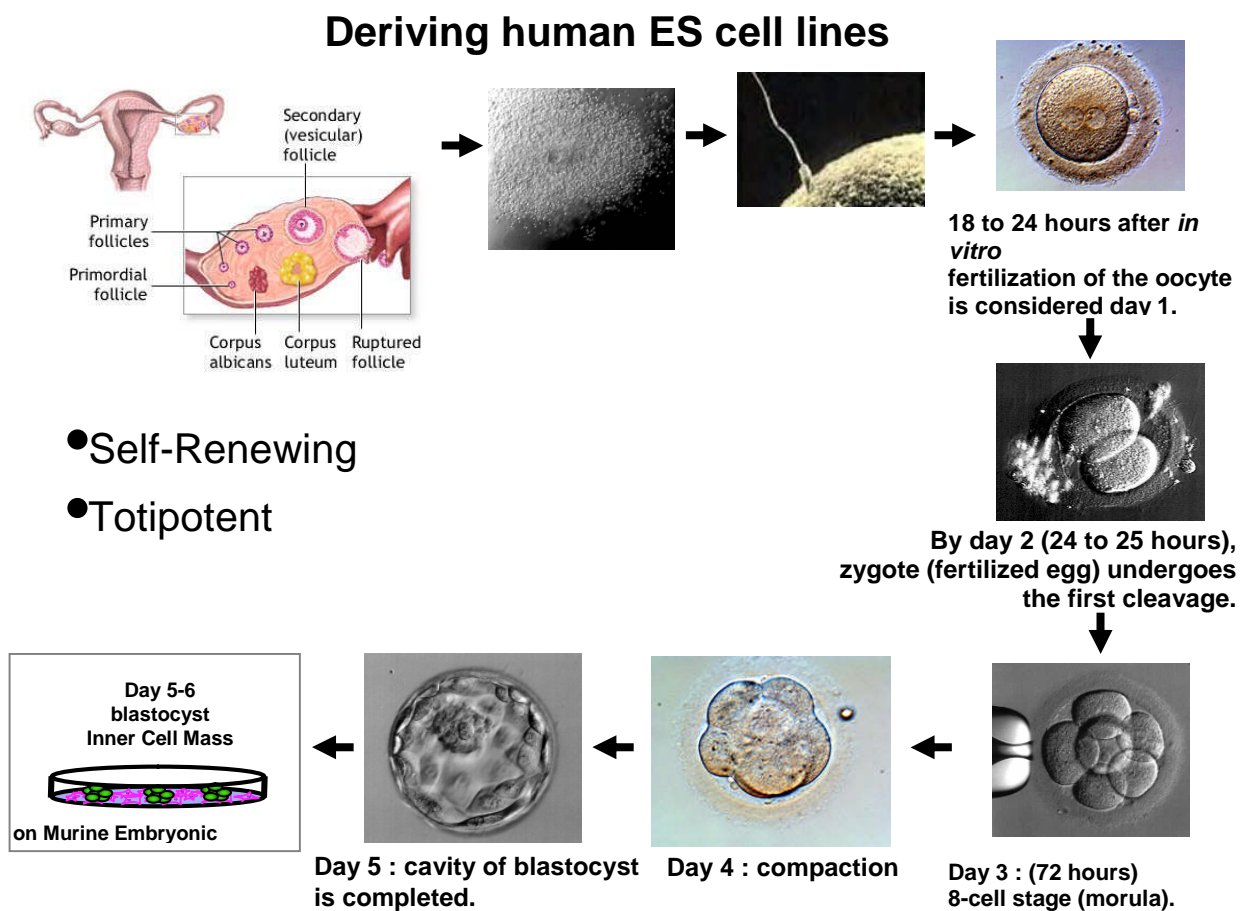 Deriving human ES cell lines
Secondary
(vesicular)
follicle
Primary
follicles
Primordial
follicle
Corpus
albicans
Corpus
luteum
Ruptured
follicle
18 to 24 hours after in
vitro
fertilization of the oocyte
is considered day 1.
•Self-Renewing
•Totipotent
By day 2 (24 to 25 hours),
zygote (fertilized egg) undergoes
the first cleavage.
Day 3 : (72 hours)
8-cell stage (morula).
Day 4 : compaction
Day 5 : cavity of blastocyst
is completed.
Day 5-6
blastocyst
Inner Cell Mass
on Murine Embryonic